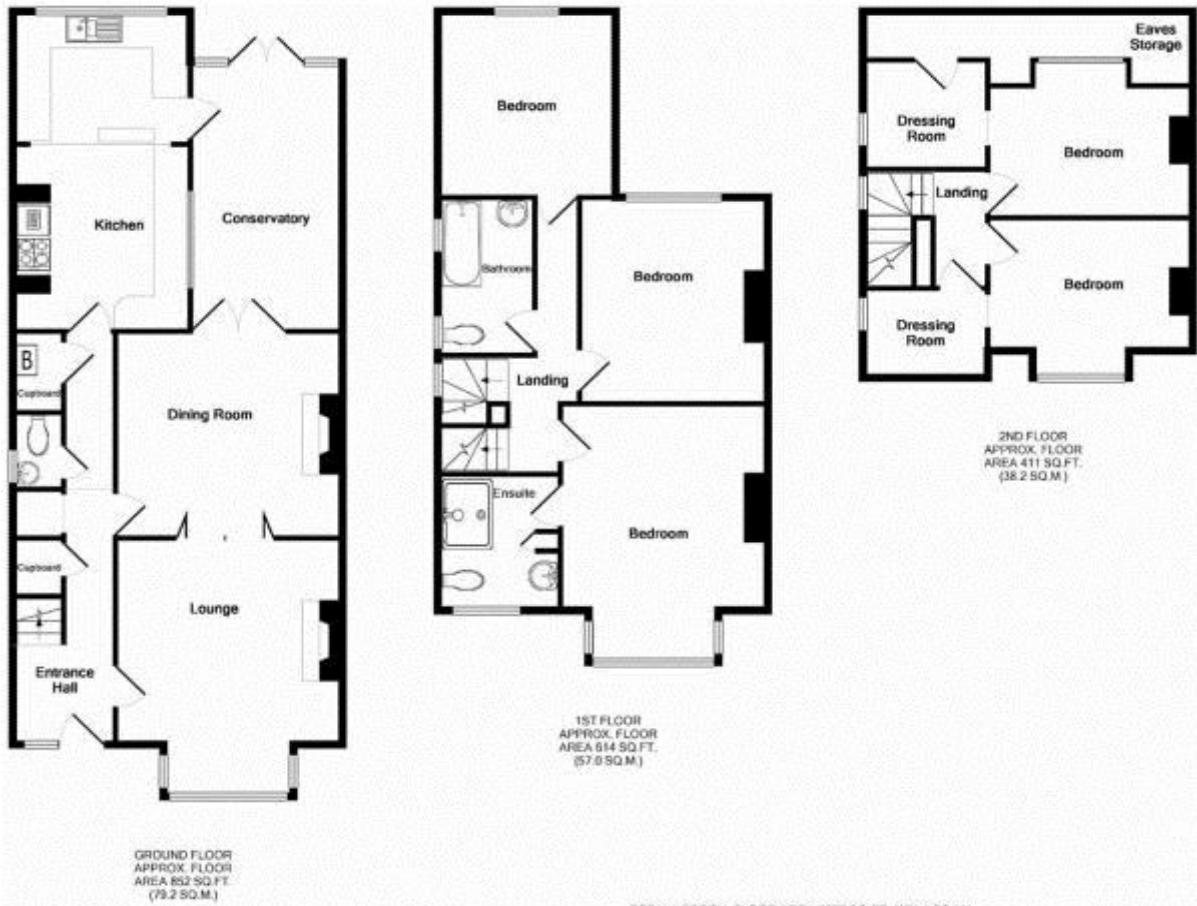 Kitchen
Conservatory
B
Cupboard
Dining Room
Cupboard
Lounge
Entrance
Hall
GROUND FLOOR
APPROX. FLOOR
AREA 852 SQ.FT.
(79.2 SQ.M.)
Bedroom
Bathroom
Bedroom
Landing
Ensuite
Bedroom
1ST FLOOR
APPROX. FLOOR
AREA 614 SQ.FT.
(57.0 SQ.M.)
Eaves
Storage
Dressing
Room
Bedroom
Landing
Bedroom
Dressing
Room
2ND FLOOR
APPROX. FLOOR
AREA 411 SQ.FT.
(38.2 SQ.M.)